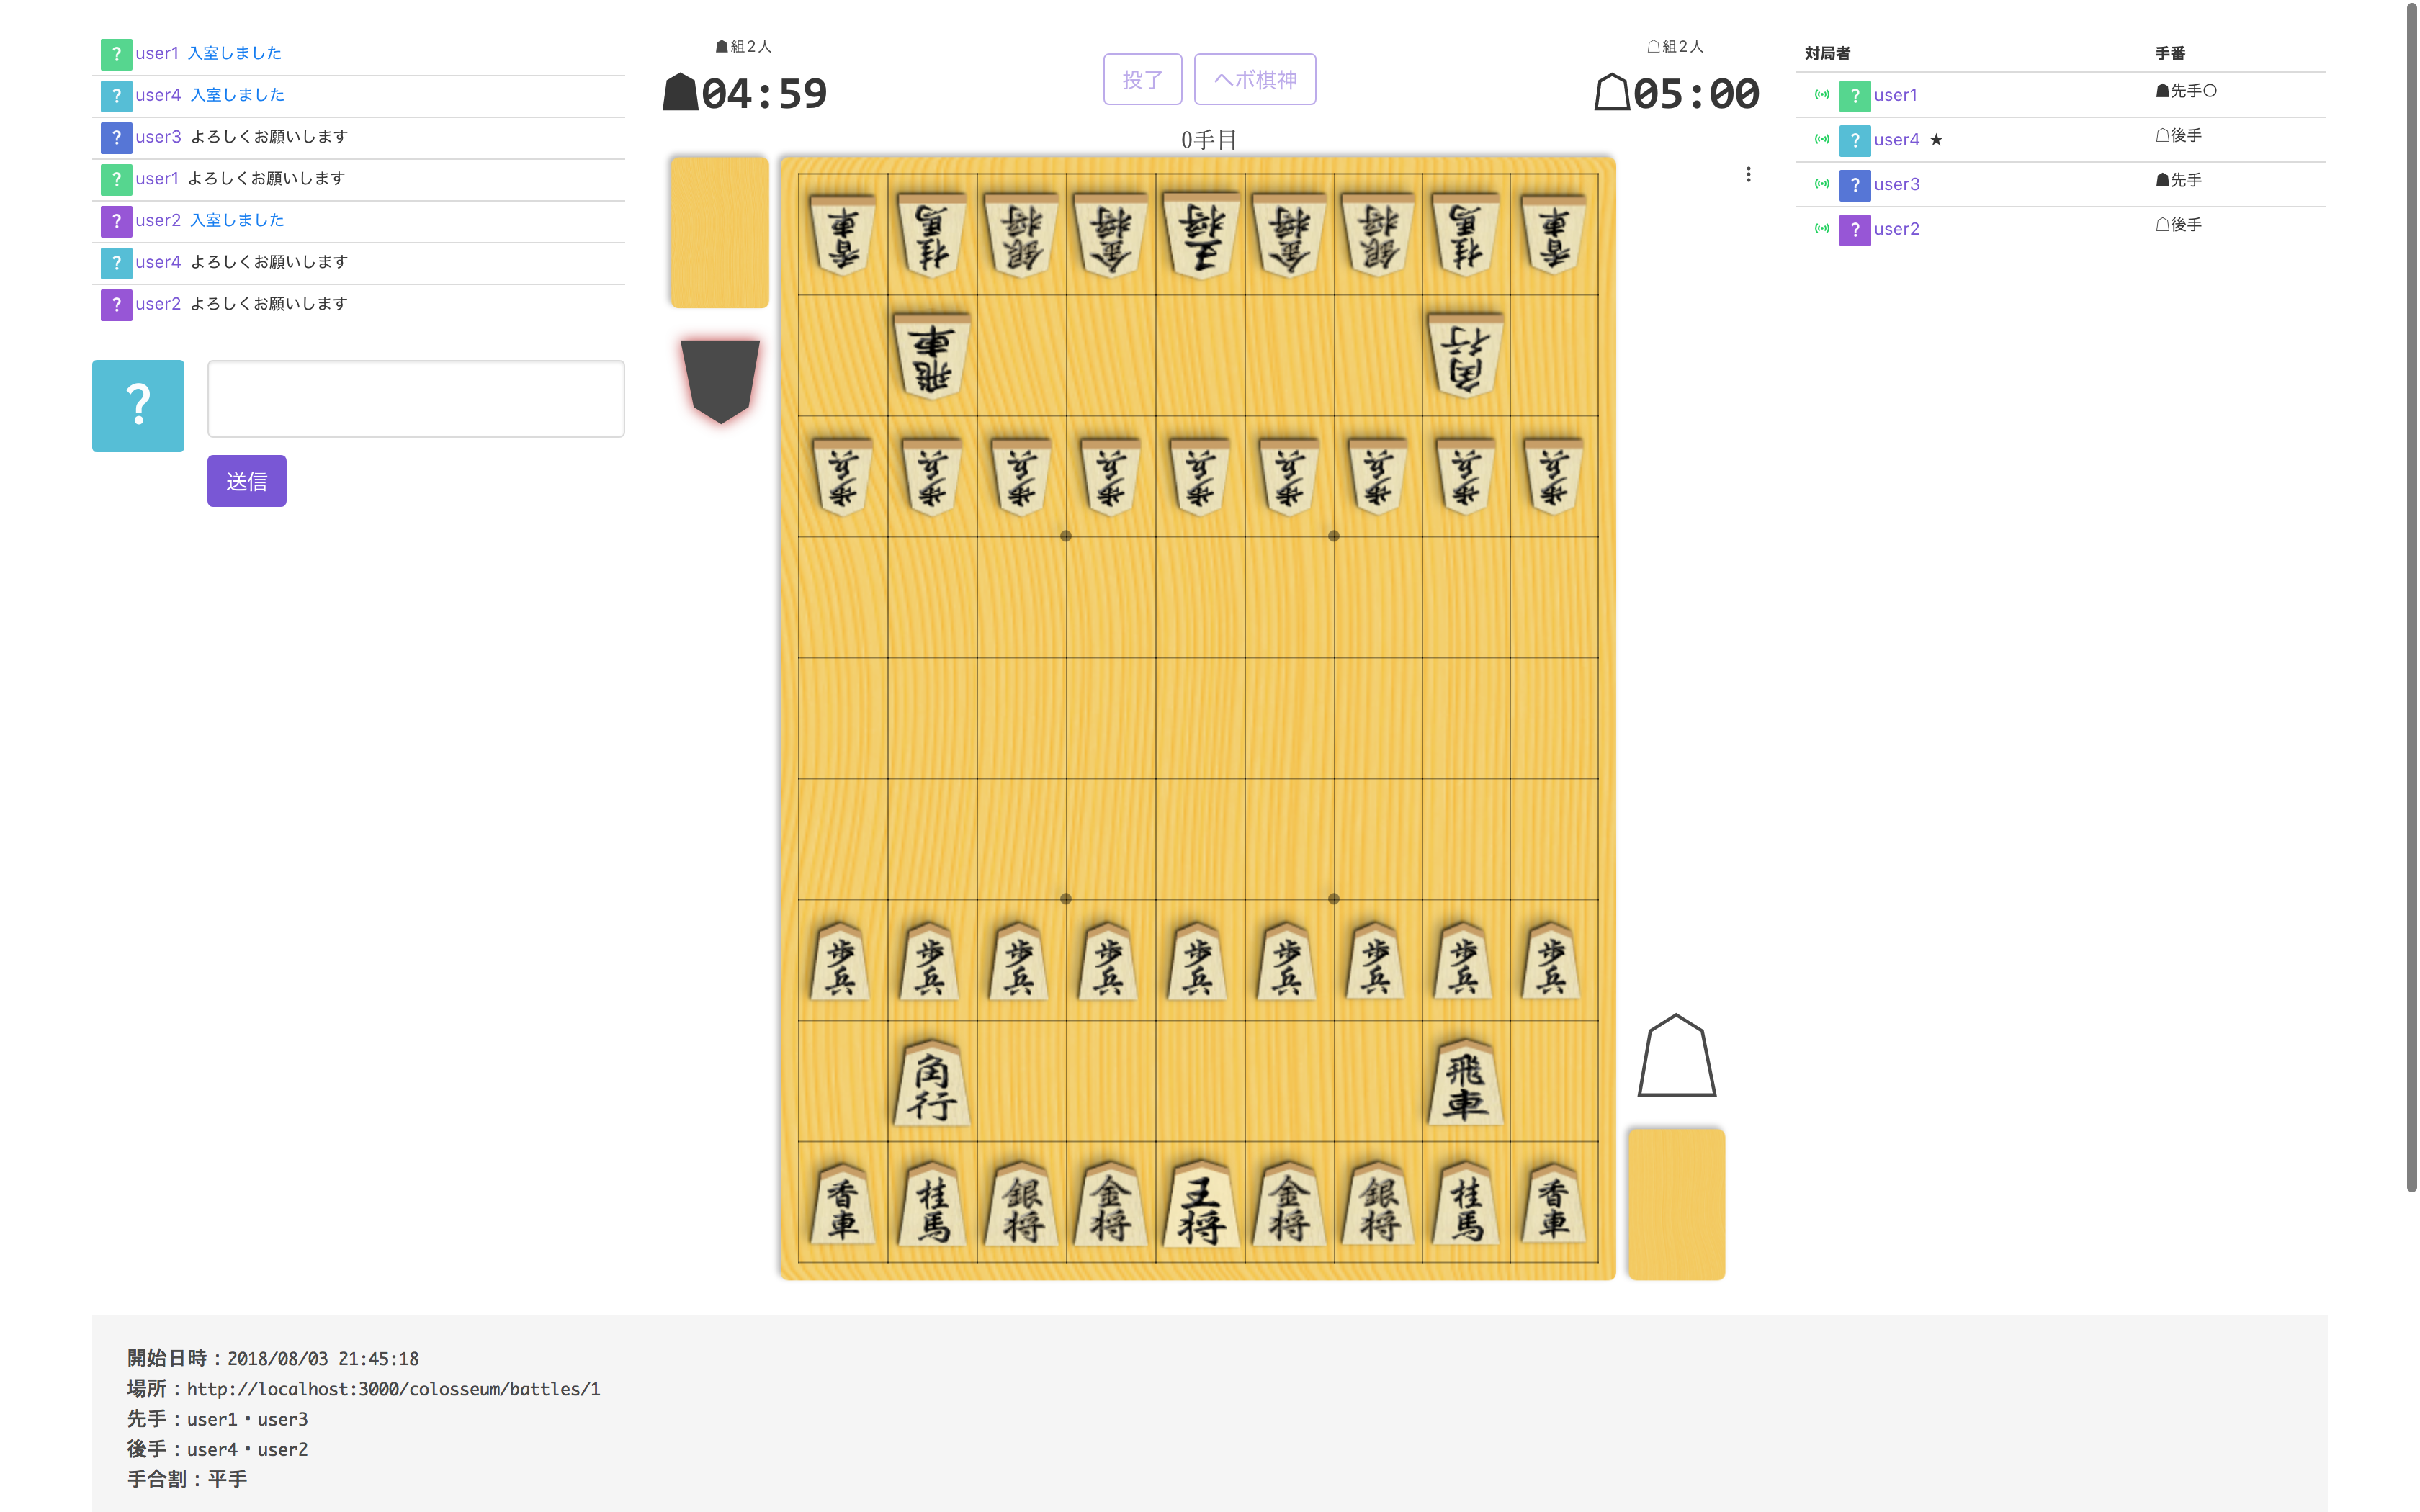 ? user1 入室しました
? user4 入室しました
? user3 よろしくお願いします
? user1 よろしくお願いします
? user2 入室しました
? user4 よろしくお願いします
? user2 よろしくお願いします
?
送信
☗組2人
☗04:59
投了 ヘボ棋神
☖組2人
☖05:00
0手目
香車 桂馬 銀将 金将 王将 金将 銀将 桂馬 香車
飛車 角行
歩兵 歩兵 歩兵 歩兵 歩兵 歩兵 歩兵 歩兵 歩兵
歩兵 歩兵 歩兵 歩兵 歩兵 歩兵 歩兵 歩兵 歩兵
角行 飛車
香車 桂馬 銀将 金将 王将 金将 銀将 桂馬 香車
対局者 手番
? user1 ☗先手○
? user4 ★ ☖後手
? user3 ☗先手
? user2 ☖後手
開始日時：2018/08/03 21:45:18
場所：http://localhost:3000/colosseum/battles/1
先手：user1・user3
後手：user4・user2
手合割：平手